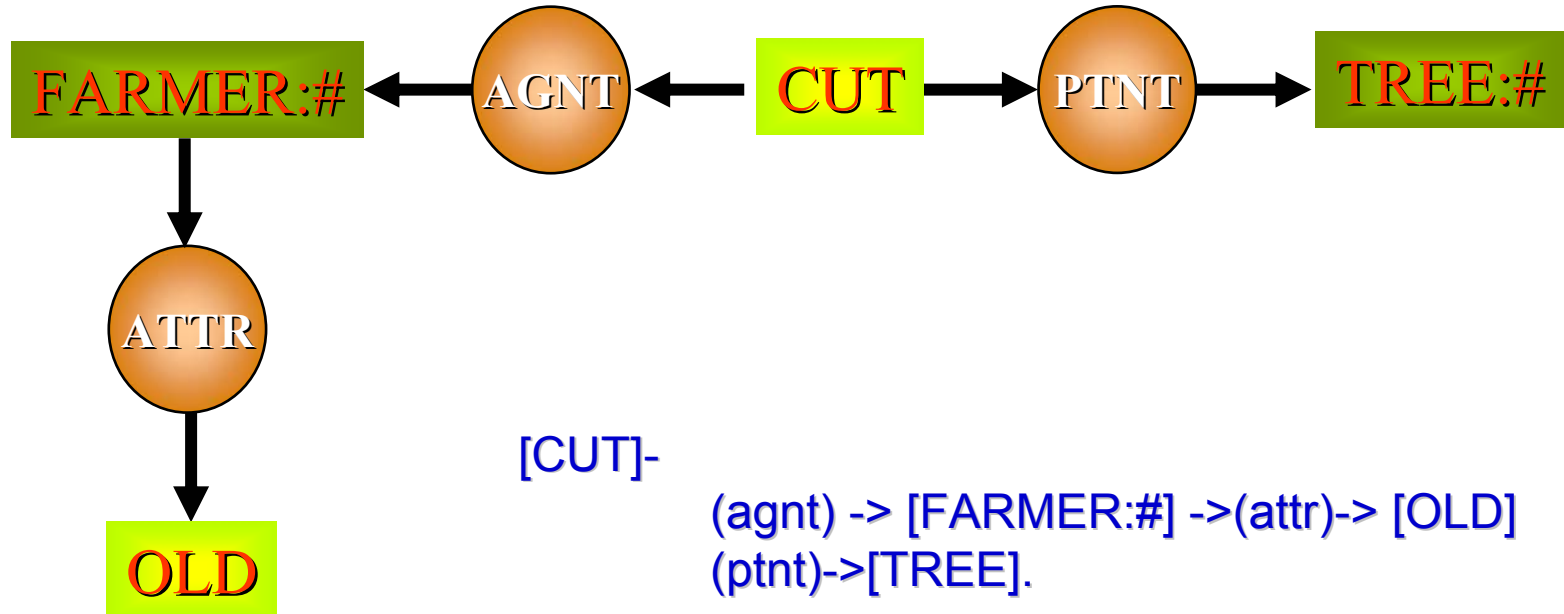 FARMER:# AGNT CUT PTNT TREE:#
ATTR
OLD
[CUT]-
(agnt) -> [FARMER:#] ->(attr)-> [OLD]
(ptnt)->[TREE].